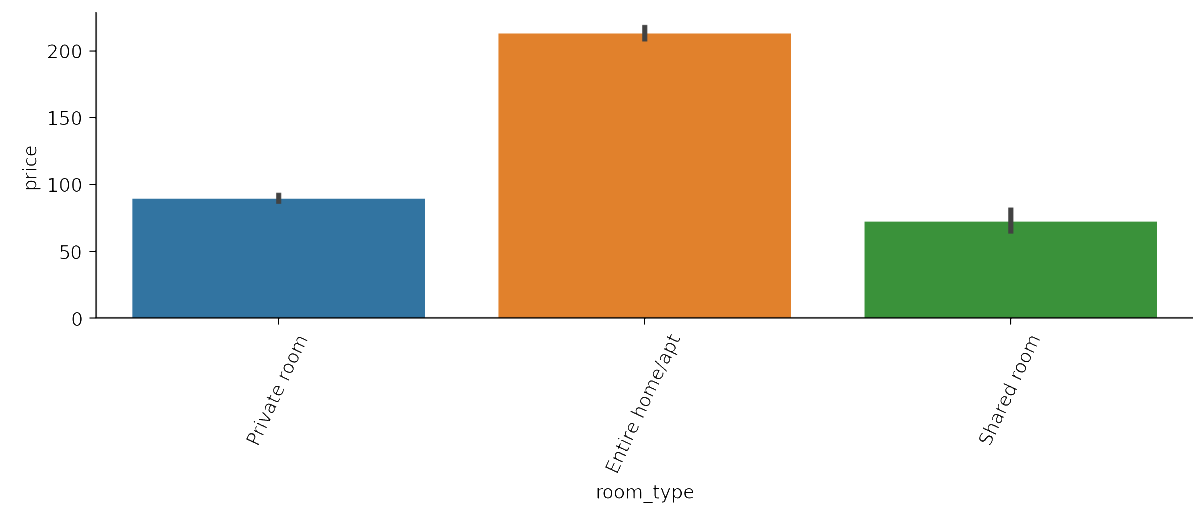 200
150
100
50
0
price
Private room
Entire home/apt
Shared room
room_type